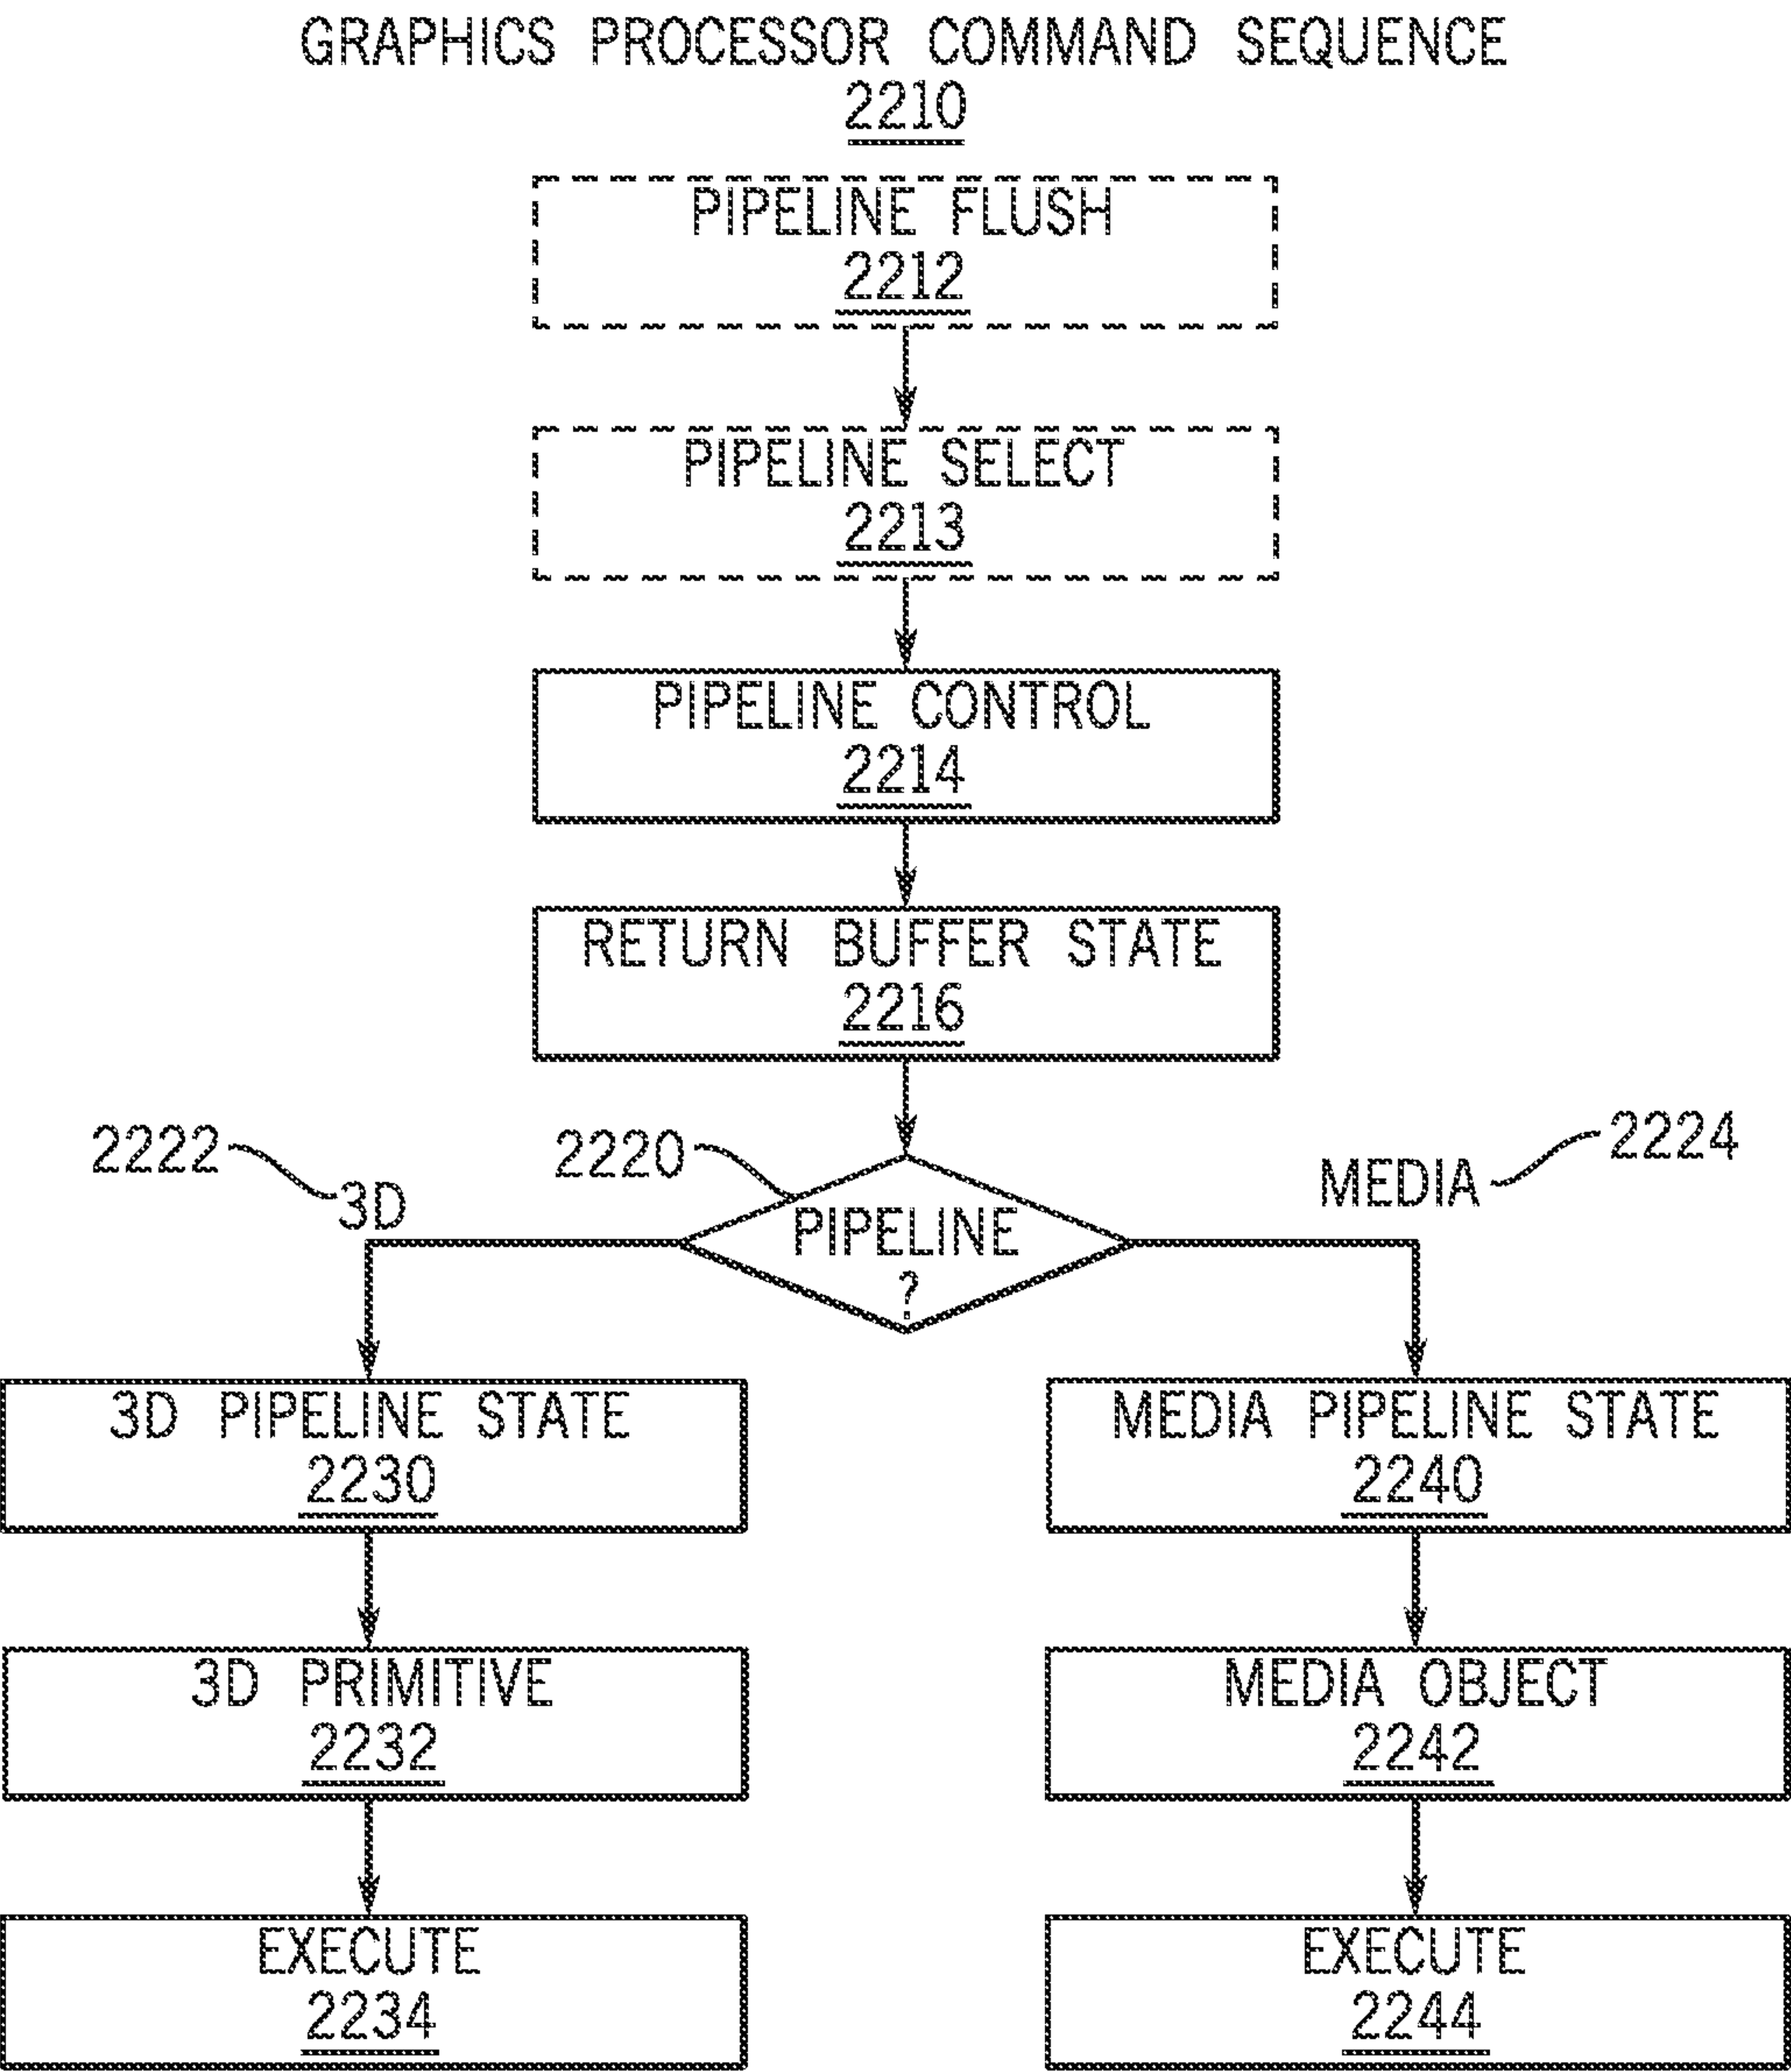 GRAPHICS PROCESSOR COMMAND SEQUENCE
2210
PIPELINE FLUSH
2212
PIPELINE SELECT
2213
PIPELINE CONTROL
2214
RETURN BUFFER STATE
2216
2222
3D
2220
PIPELINE
?
MEDIA
2224
3D PIPELINE STATE
2230
MEDIA PIPELINE STATE
2240
3D PRIMITIVE
2232
MEDIA OBJECT
2242
EXECUTE
2234
EXECUTE
2244